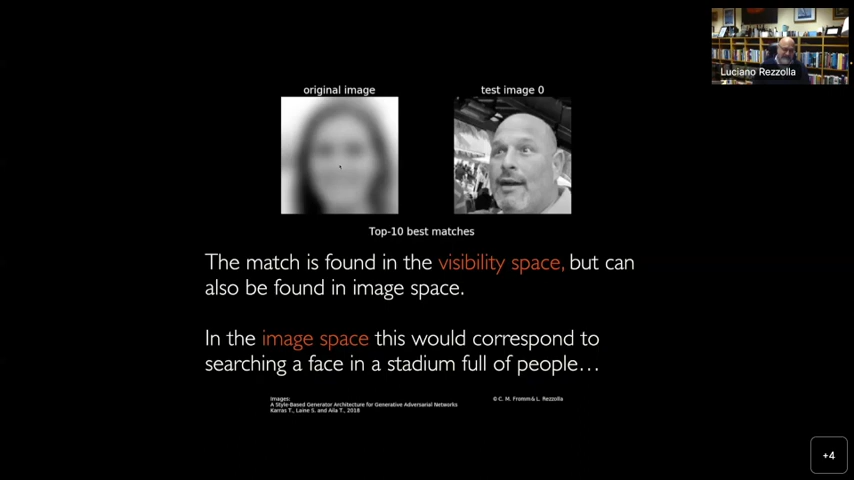 Luciano Rezzolla
original image
test image 0
Top-10 best matches
The match is found in the visibility space, but can
also be found in image space.
In the image space this would correspond to
searching a face in a stadium full of people…
Images:
A Style-Based Generator Architecture for Generative Adversarial Networks
Karras T., Laine S. and Aila T., 2018
© C. M. Fromm & L. Rezzolla
+4